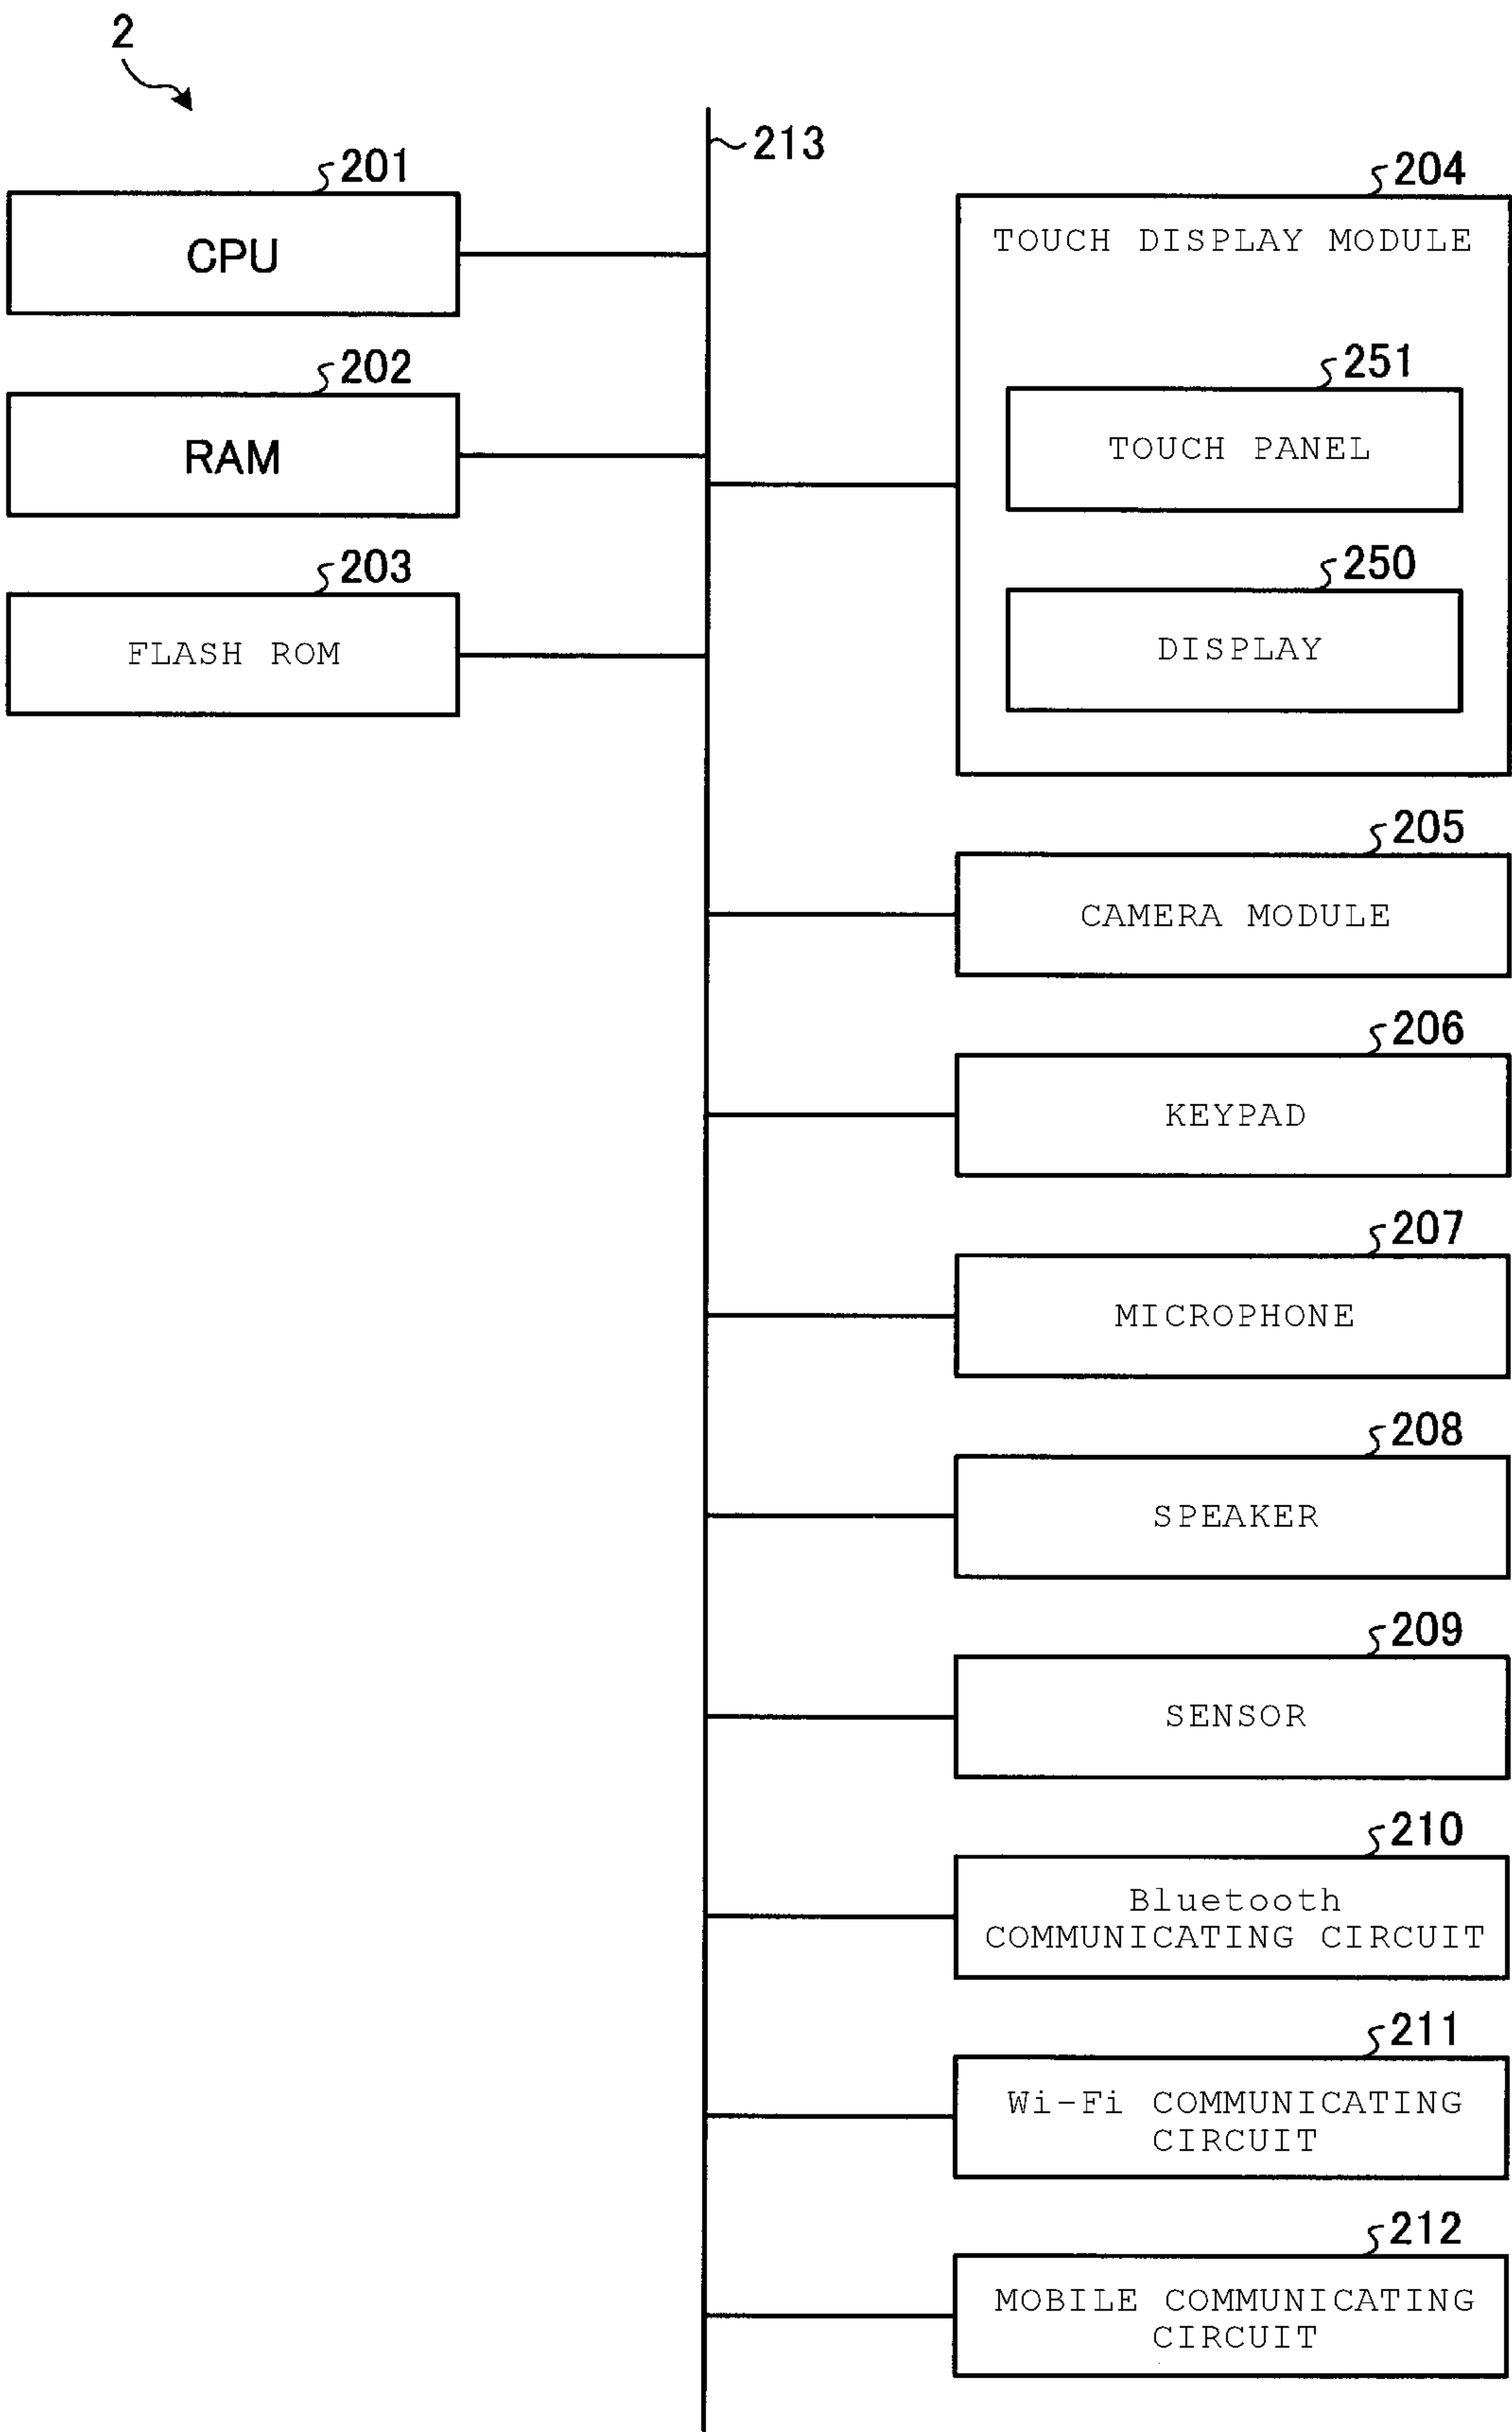 2
213
201
CPU
202
RAM
203
FLASH ROM
204
TOUCH DISPLAY MODULE
251
TOUCH PANEL
250
DISPLAY
205
CAMERA MODULE
206
KEYPAD
207
MICROPHONE
208
SPEAKER
209
SENSOR
210
Bluetooth
COMMUNICATING CIRCUIT
211
Wi-Fi COMMUNICATING
CIRCUIT
212
MOBILE COMMUNICATING
CIRCUIT